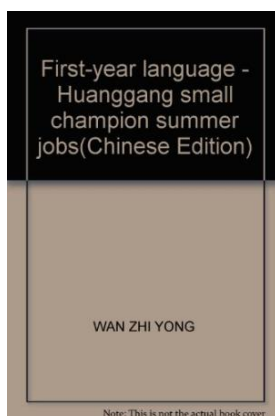 First-year language -
Huanggang small
champion summer
jobs(Chinese Edition)
WAN ZHI YONG
Note: This is not the actual book cover